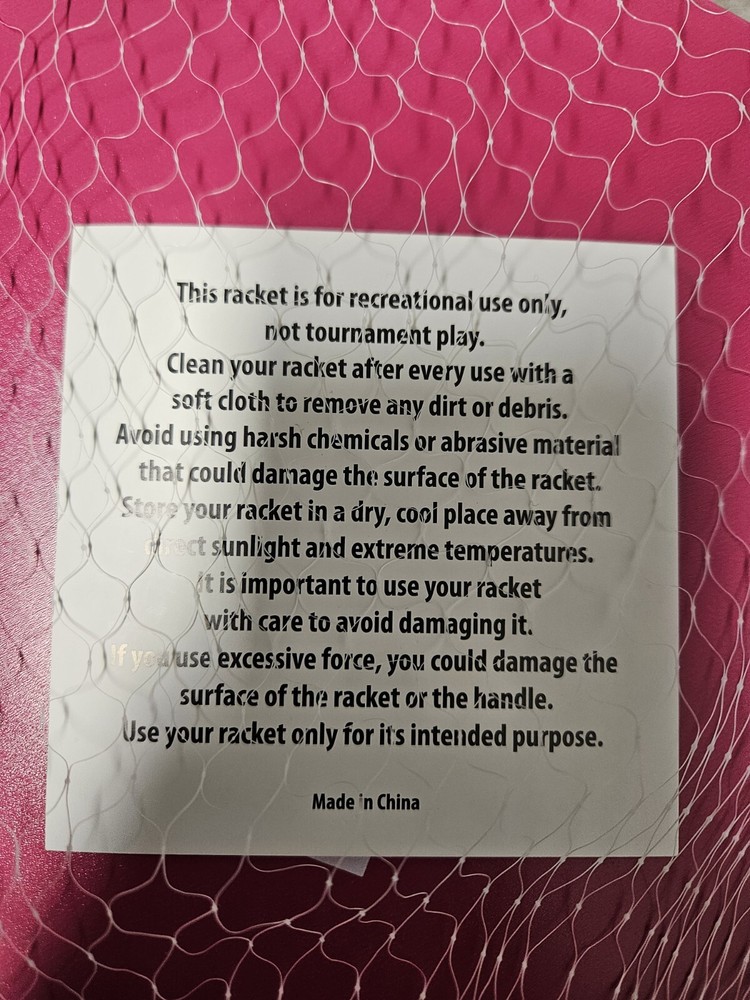 This racket is for recreational use only,
not tournament play.
Clean your racket after every use with a
soft cloth to remove any dirt or debris.
Avoid using harsh chemicals or abrasive material
that could damage the surface of the racket.
Store your racket in a dry, cool place away from
direct sunlight and extreme temperatures.
It is important to use your racket
with care to avoid damaging it.
If you use excessive force, you could damage the
surface of the racket or the handle.
Use your racket only for its intended purpose.
Made in China